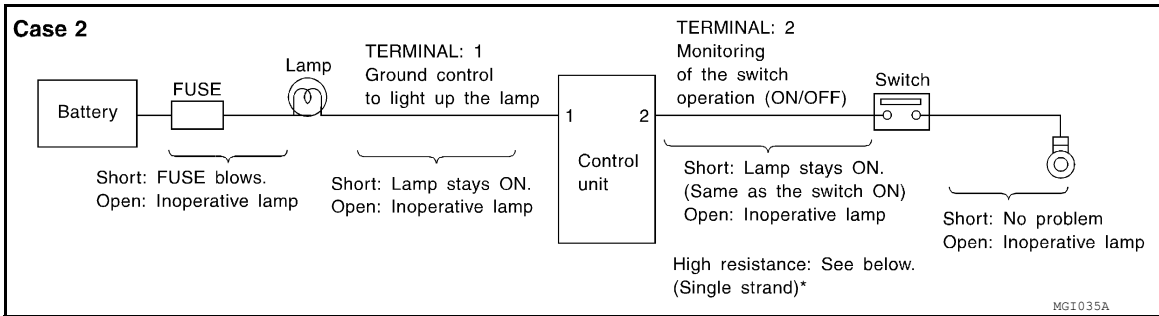 Case 2
Battery
FUSE
Lamp
TERMINAL: 1
Ground control
to light up the lamp
1
2
Control
unit
TERMINAL: 2
Monitoring
of the switch
operation (ON/OFF)
Switch
Short: FUSE blows.
Open: Inoperative lamp
Short: Lamp stays ON.
Open: Inoperative lamp
Short: Lamp stays ON.
(Same as the switch ON)
Open: Inoperative lamp
High resistance: See below.
(Single strand)*
Short: No problem
Open: Inoperative lamp
MGI035A